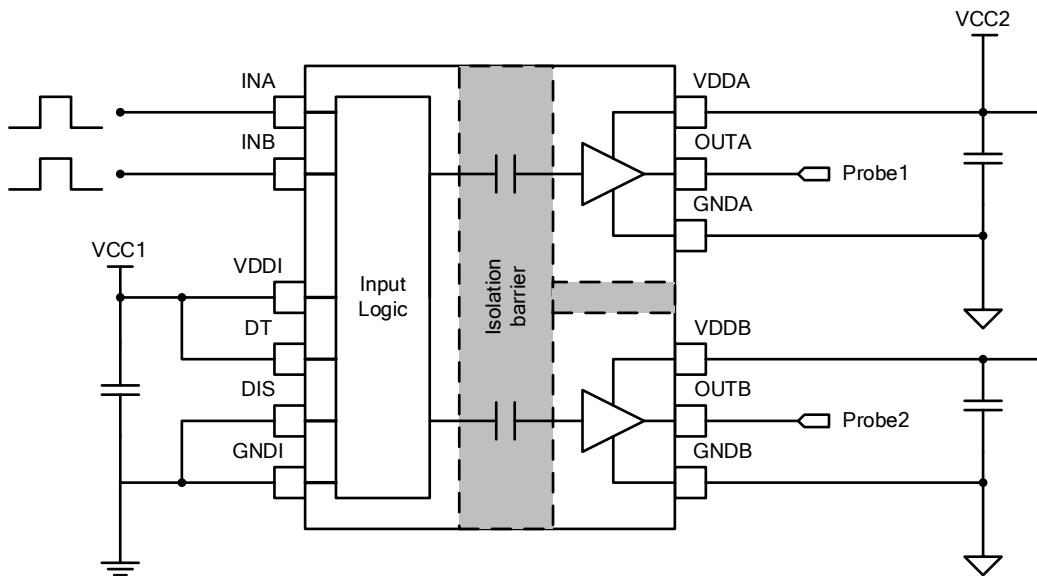 VCC2
INA
VDDA
INB
OUTA
Probe1
GNDA
VCC1
VDDI
Input
Logic
Isolation
barrier
DT
VDDB
DIS
OUTB
Probe2
GNDI
GNDB